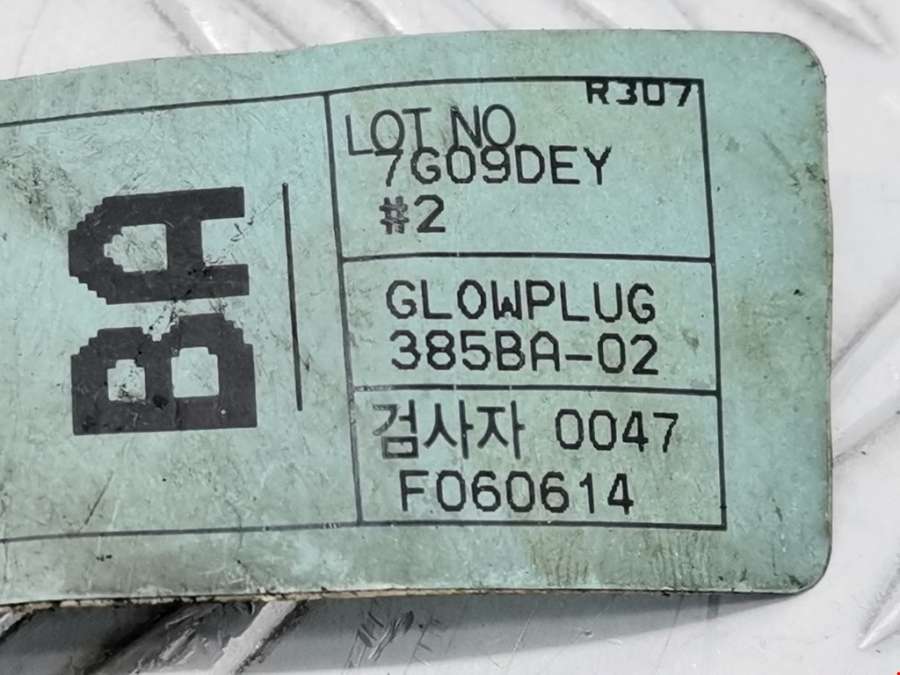 BA
R307
LOT NO
7G09DEY
#2
GLOWPLUG
385BA-02
검사자 0047
F060614